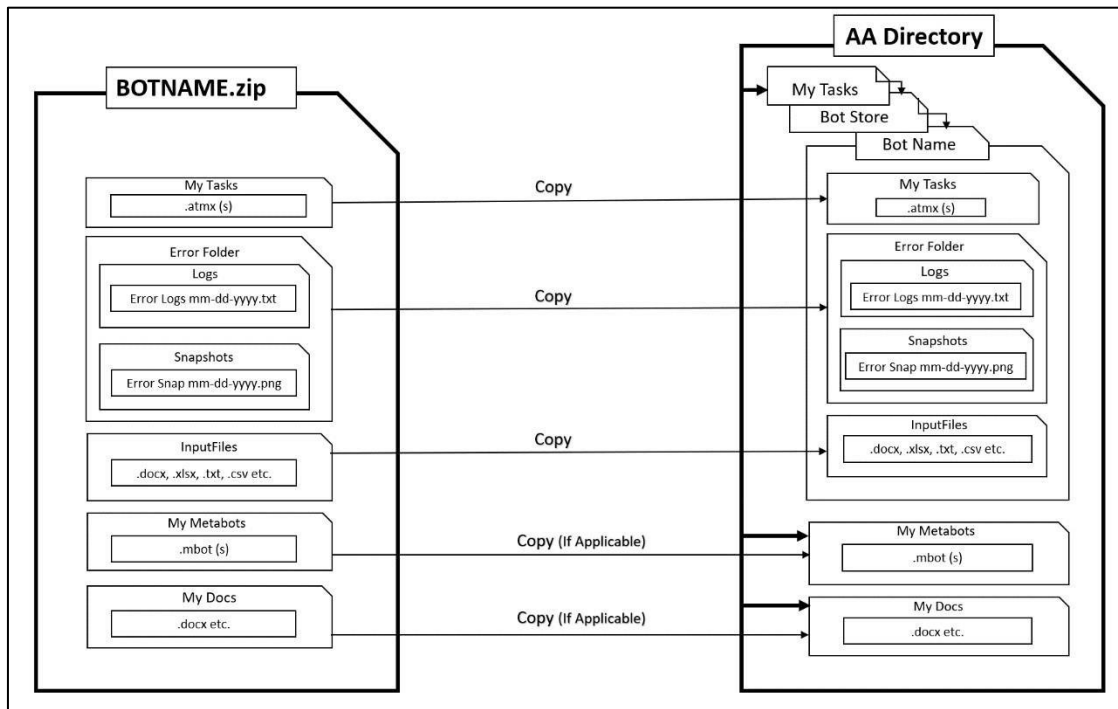 BOTNAME.zip
My Tasks
.atmx (s)
Error Folder
Logs
Error Logs mm-dd-yyyy.txt
Snapshots
Error Snap mm-dd-yyyy.png
InputFiles
.docx, .xlsx, .txt, .csv etc.
My Metabots
.mbot (s)
My Docs
.docx etc.
Copy
Copy
Copy
Copy (If Applicable)
Copy (If Applicable)
AA Directory
My Tasks
Bot Store
Bot Name
My Tasks
.atmx (s)
Error Folder
Logs
Error Logs mm-dd-yyyy.txt
Snapshots
Error Snap mm-dd-yyyy.png
InputFiles
.docx, .xlsx, .txt, .csv etc.
My Metabots
.mbot (s)
My Docs
.docx etc.